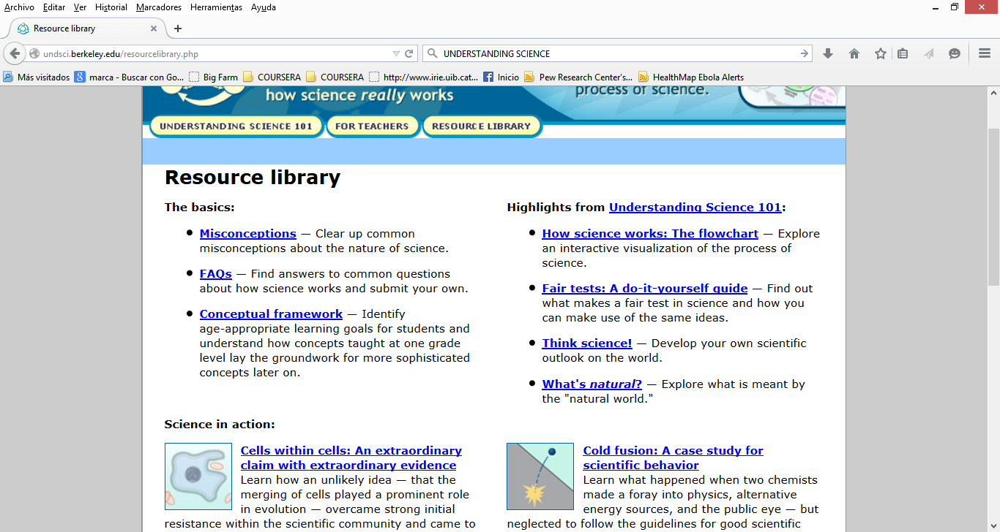 Archivo Editar Ver Historial Marcadores Herramientas Ayuda
Resource library
undsci.berkeley.edu/resourcelibrary.php
UNDERSTANDING SCIENCE
Más visitados
marca - Buscar con Go...
Big Farm
COURSERA
COURSERA
http://www.irie.uib.cat...
Inicio
Pew Research Center's...
HealthMap Ebola Alerts
how science really works
process of science.
UNDERSTANDING SCIENCE 101
FOR TEACHERS
RESOURCE LIBRARY
Resource library
The basics:
Misconceptions — Clear up common
misconceptions about the nature of science.
FAQs — Find answers to common questions
about how science works and submit your own.
Conceptual framework — Identify
age-appropriate learning goals for students and
understand how concepts taught at one grade
level lay the groundwork for more sophisticated
concepts later on.
Highlights from Understanding Science 101:
How science works: The flowchart — Explore
an interactive visualization of the process of
science.
Fair tests: A do-it-yourself guide — Find out
what makes a fair test in science and how you
can make use of the same ideas.
Think science! — Develop your own scientific
outlook on the world.
What's natural? — Explore what is meant by
the "natural world."
Science in action:
Cells within cells: An extraordinary
claim with extraordinary evidence
Learn how an unlikely idea — that the
merging of cells played a prominent role
in evolution — overcame strong initial
resistance within the scientific community and came to
Cold fusion: A case study for
scientific behavior
Learn what happened when two chemists
made a foray into physics, alternative
energy sources, and the public eye — but
neglected to follow the guidelines for good scientific